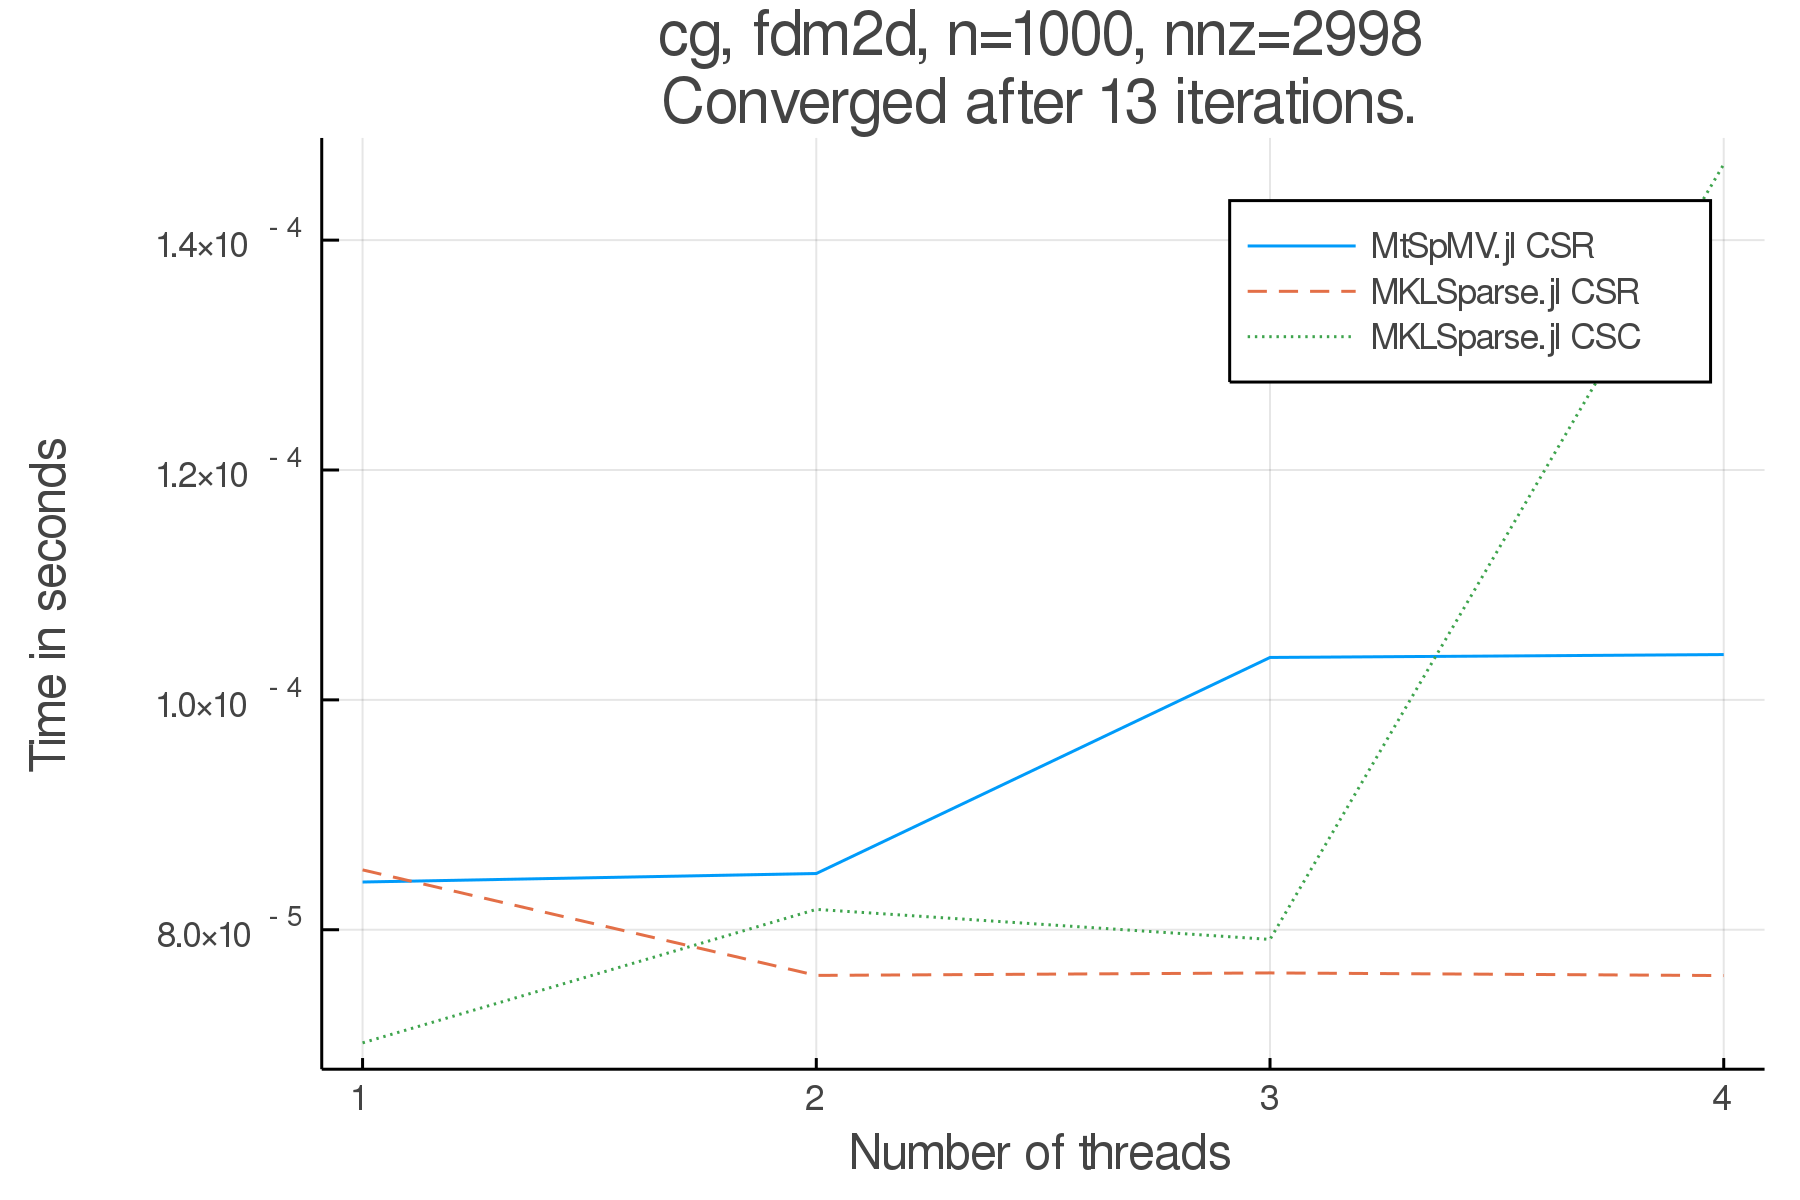 cg, fdm2d, n=1000, nnz=2998
Converged after 13 iterations.
Time in seconds
1.4×10⁻⁴
1.2×10⁻⁴
1.0×10⁻⁴
8.0×10⁻⁵
MtSpMV.jl CSR
MKLSparse.jl CSR
MKLSparse.jl CSC
1 2 3 4
Number of threads